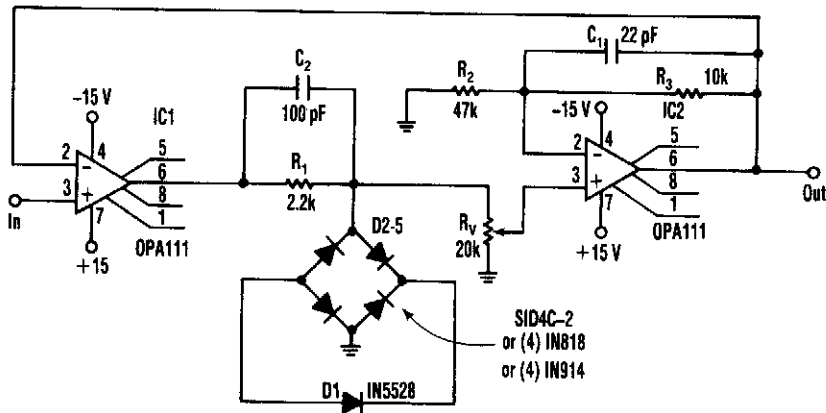 C₁ 22 pF
C₂
100 pF
R₂
47k
R₃ 10k
-15 V
IC1
4
2
-
3
+
In
7
+15
5
6
8
1
OPA111
R₁
2.2k
D2-5
Rᵥ
20k
-15 V
IC2
4
2
-
3
+
7
+15 V
5
6
8
1
OPA111
Out
SID4C-2
or (4) IN818
or (4) IN914
D1 IN5528